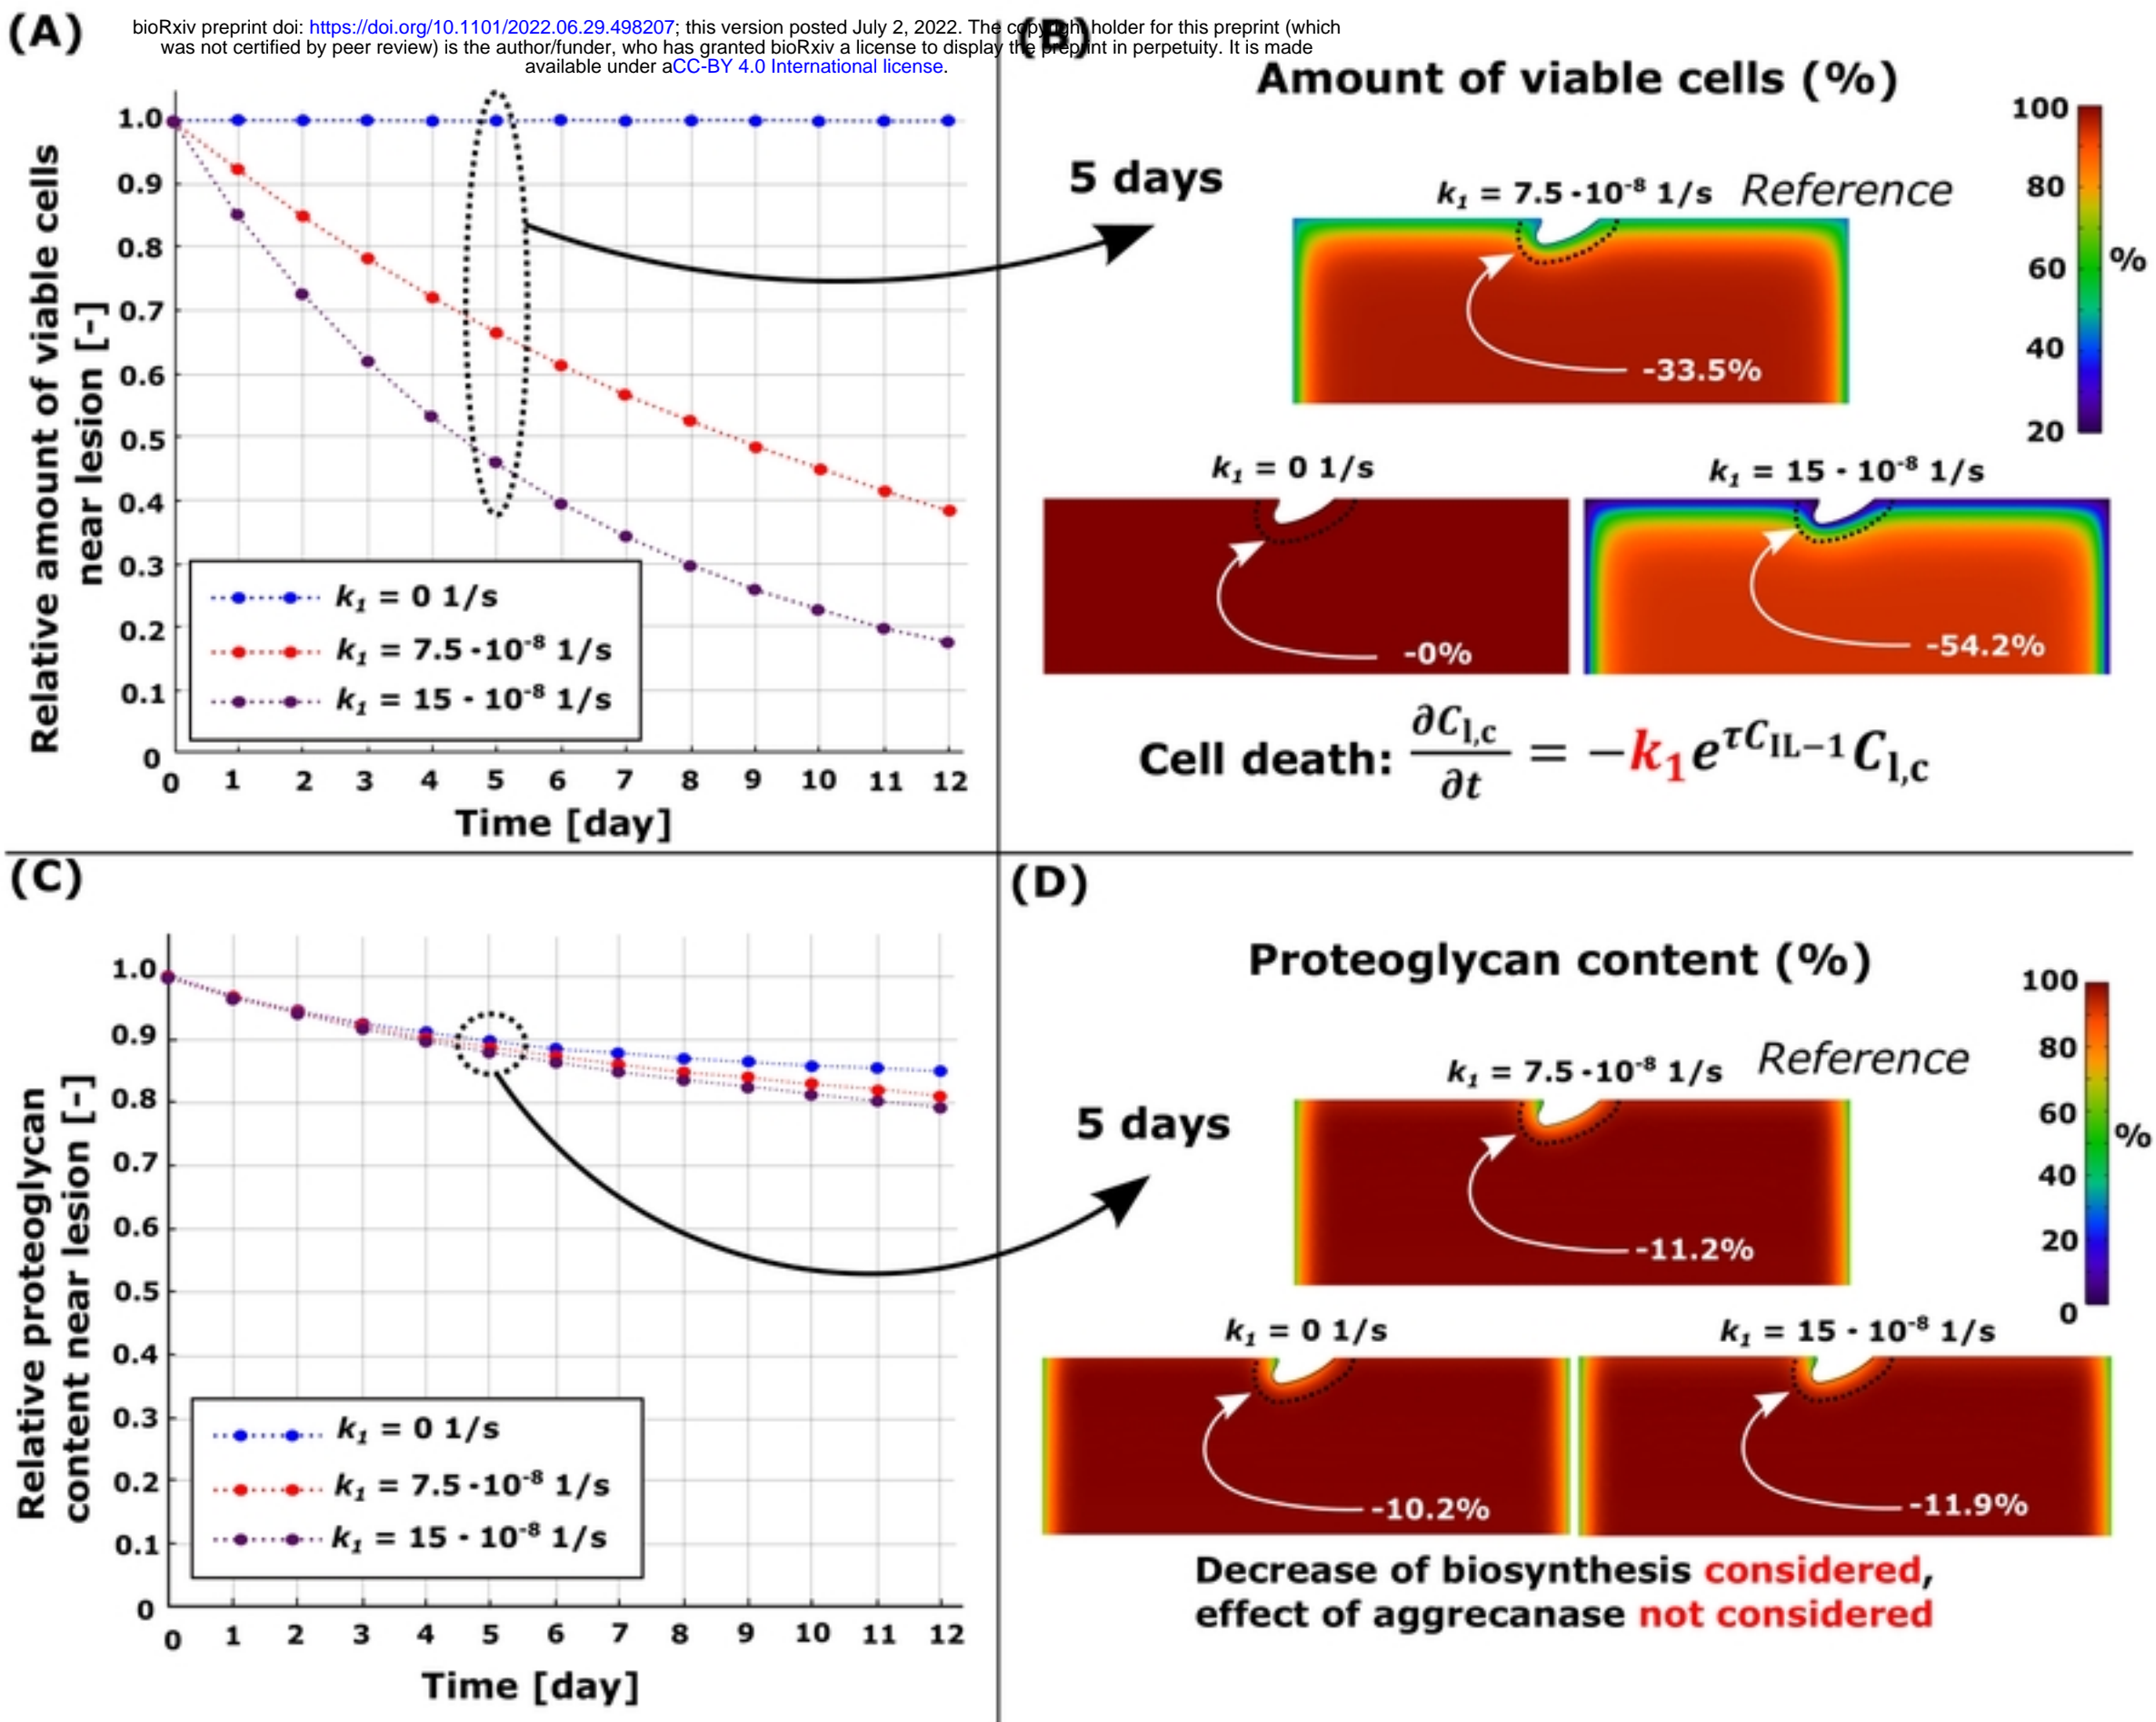 (A)
bioRxiv preprint doi: https://doi.org/10.1101/2022.06.29.498207; this version posted July 2, 2022. The copyright holder for this preprint (which
was not certified by peer review) is the author/funder, who has granted bioRxiv a license to display the preprint in perpetuity. It is made
available under aCC-BY 4.0 International license.
Relative amount of viable cells
near lesion [-]
1.0
0.9
0.8
0.7
0.6
0.5
0.4
0.3
0.2
0.1
0
k₁ = 0 1/s
k₁ = 7.5 ·10⁻⁸ 1/s
k₁ = 15 · 10⁻⁸ 1/s
0 1 2 3 4 5 6 7 8 9 10 11 12
Time [day]
(B)
Amount of viable cells (%)
5 days
k₁ = 7.5 ·10⁻⁸ 1/s Reference
-33.5%
100
80
60
40
20
%
k₁ = 0 1/s
-0%
k₁ = 15 · 10⁻⁸ 1/s
-54.2%
Cell death: ∂C_{l,c}/∂t = −k₁e^{τC_{IL−1}}C_{l,c}
(C)
Relative proteoglycan
content near lesion [-]
1.0
0.9
0.8
0.7
0.6
0.5
0.4
0.3
0.2
0.1
0
k₁ = 0 1/s
k₁ = 7.5 ·10⁻⁸ 1/s
k₁ = 15 · 10⁻⁸ 1/s
0 1 2 3 4 5 6 7 8 9 10 11 12
Time [day]
(D)
Proteoglycan content (%)
5 days
k₁ = 7.5 ·10⁻⁸ 1/s Reference
-11.2%
100
80
60
40
20
0
%
k₁ = 0 1/s
-10.2%
k₁ = 15 · 10⁻⁸ 1/s
-11.9%
Decrease of biosynthesis considered,
effect of aggrecanase not considered